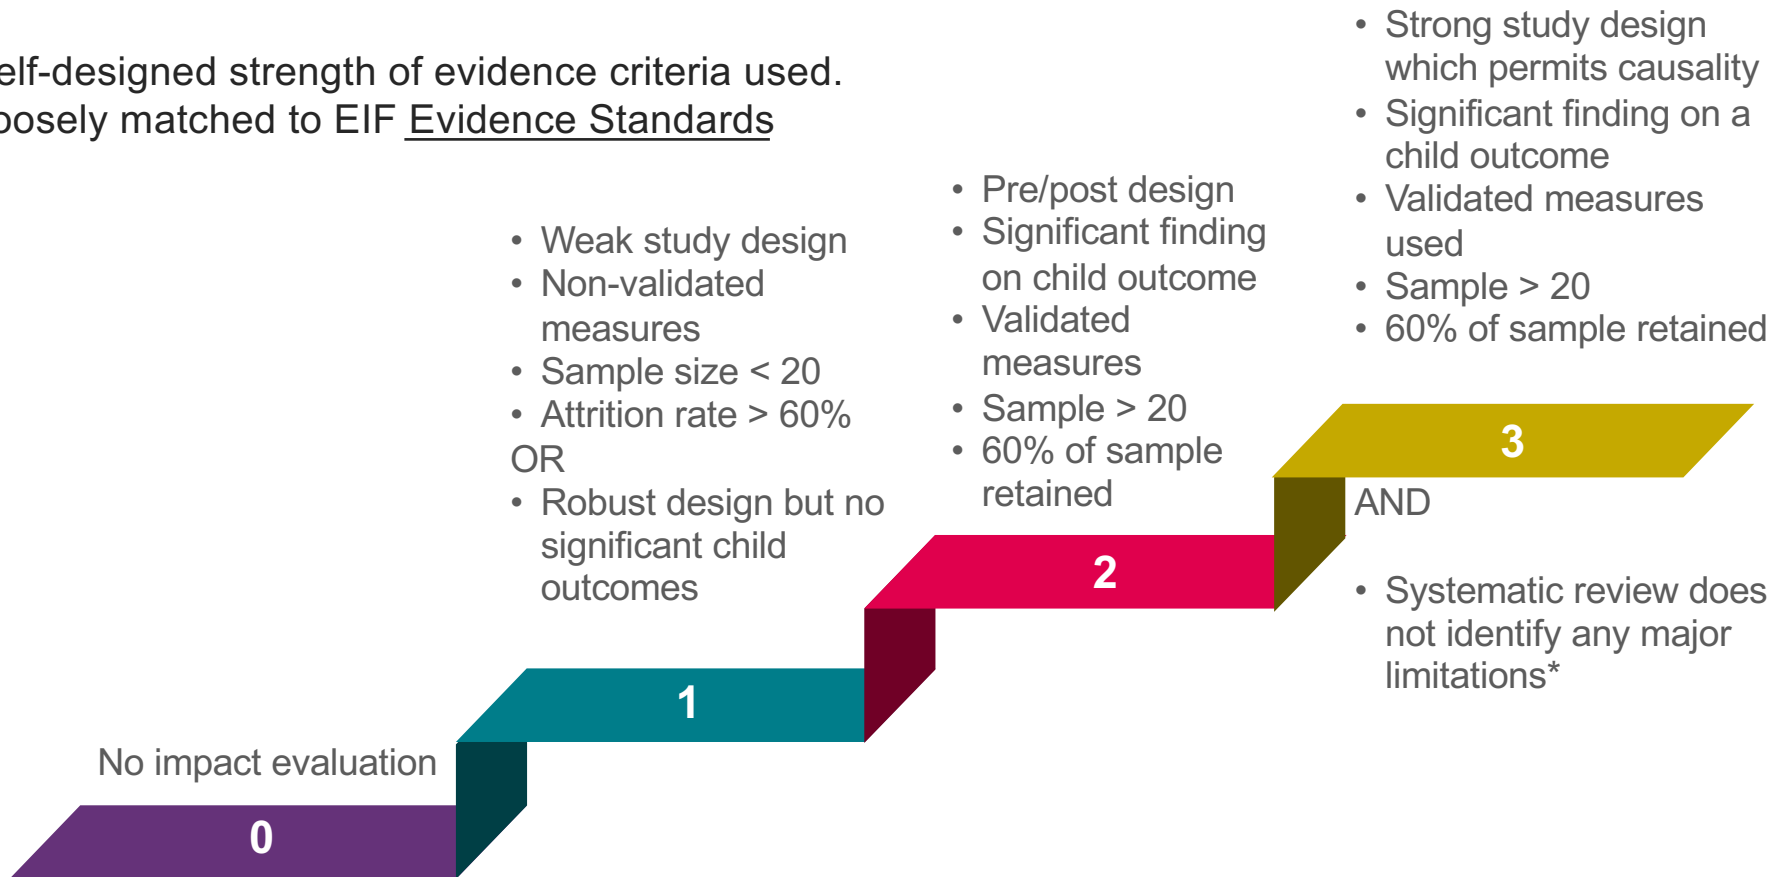 elf-designed strength of evidence criteria used.
oosely matched to EIF Evidence Standards
No impact evaluation
0
• Weak study design
• Non-validated
measures
• Sample size < 20
• Attrition rate > 60%
OR
• Robust design but no
significant child
outcomes
1
• Pre/post design
• Significant finding
on child outcome
• Validated
measures
• Sample > 20
• 60% of sample
retained
2
• Strong study design
which permits causality
• Significant finding on a
child outcome
• Validated measures
used
• Sample > 20
• 60% of sample retained
3
AND
• Systematic review does
not identify any major
limitations*